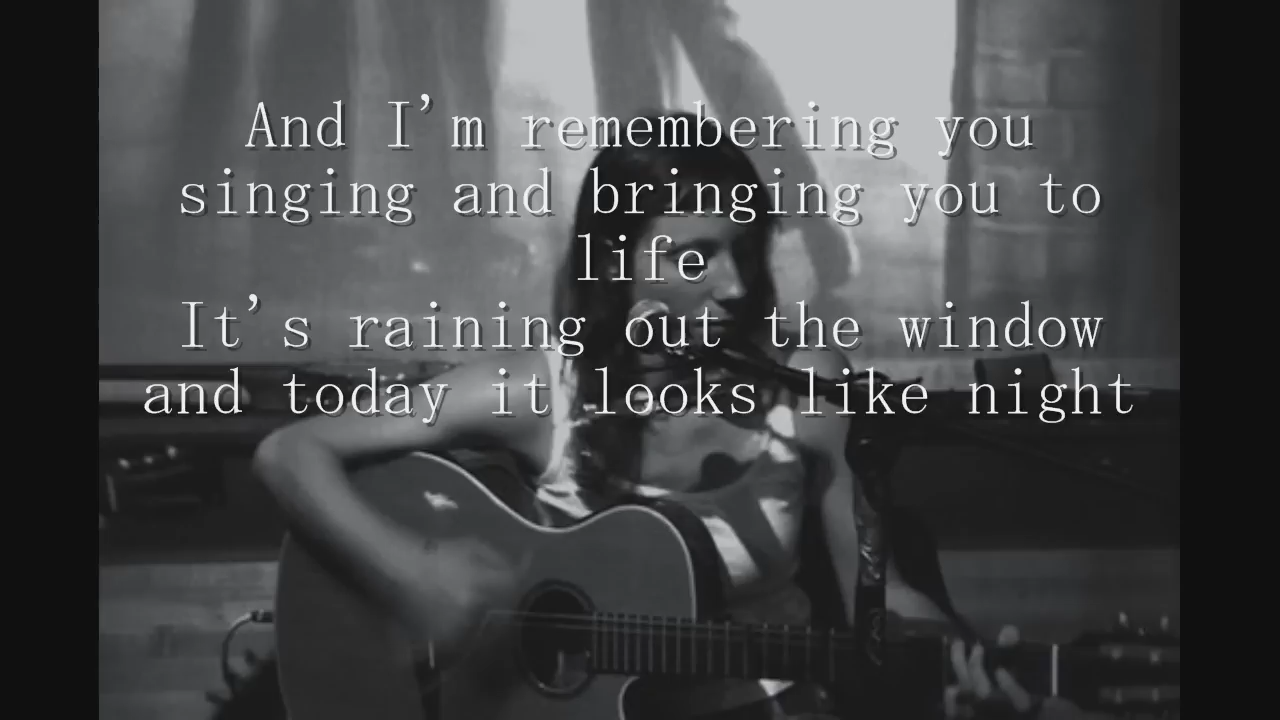 And I'm remembering you
singing and bringing you to
life
It's raining out the window
and today it looks like night